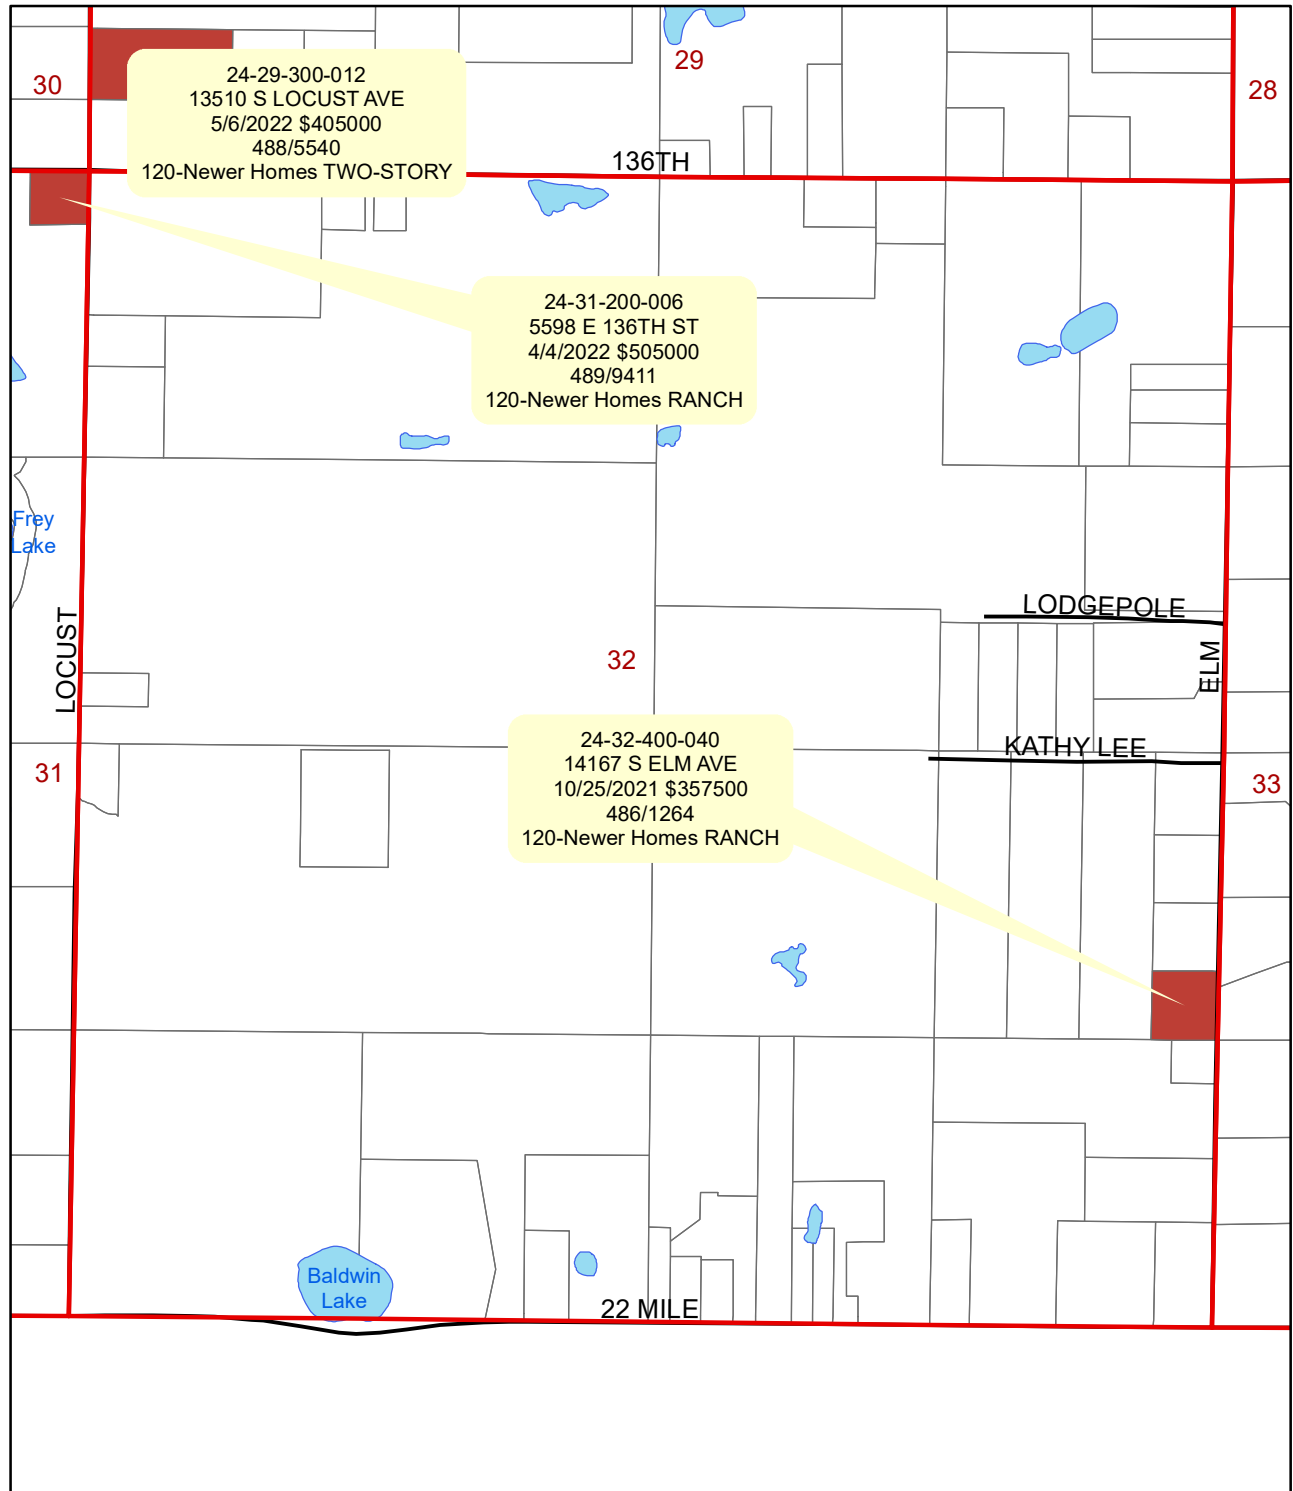 30
29
28
24-29-300-012
13510 S LOCUST AVE
5/6/2022 $405000
488/5540
120-Newer Homes TWO-STORY
136TH
24-31-200-006
5598 E 136TH ST
4/4/2022 $505000
489/9411
120-Newer Homes RANCH
Frey
Lake
LOCUST
LODGEPOLE
ELM
32
24-32-400-040
14167 S ELM AVE
10/25/2021 $357500
486/1264
120-Newer Homes RANCH
KATHY LEE
31
33
Baldwin
Lake
22 MILE